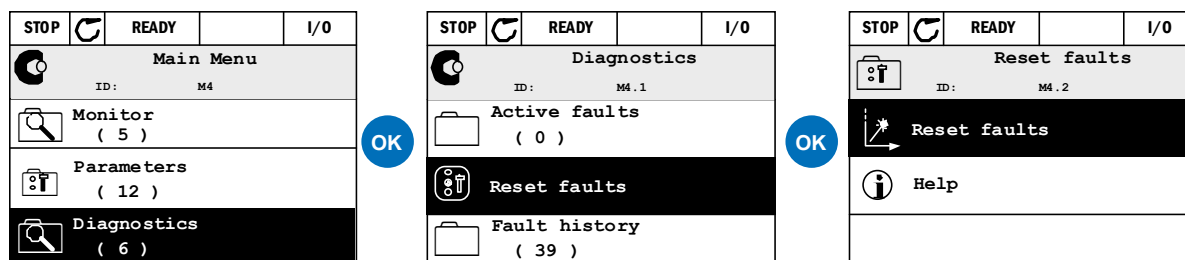 STOP READY I/O
Main Menu
ID: M4
Monitor
( 5 )
Parameters
( 12 )
Diagnostics
( 6 )
OK
STOP READY I/O
Diagnostics
ID: M4.1
Active faults
( 0 )
Reset faults
Fault history
( 39 )
OK
STOP READY I/O
Reset faults
ID: M4.2
Reset faults
Help